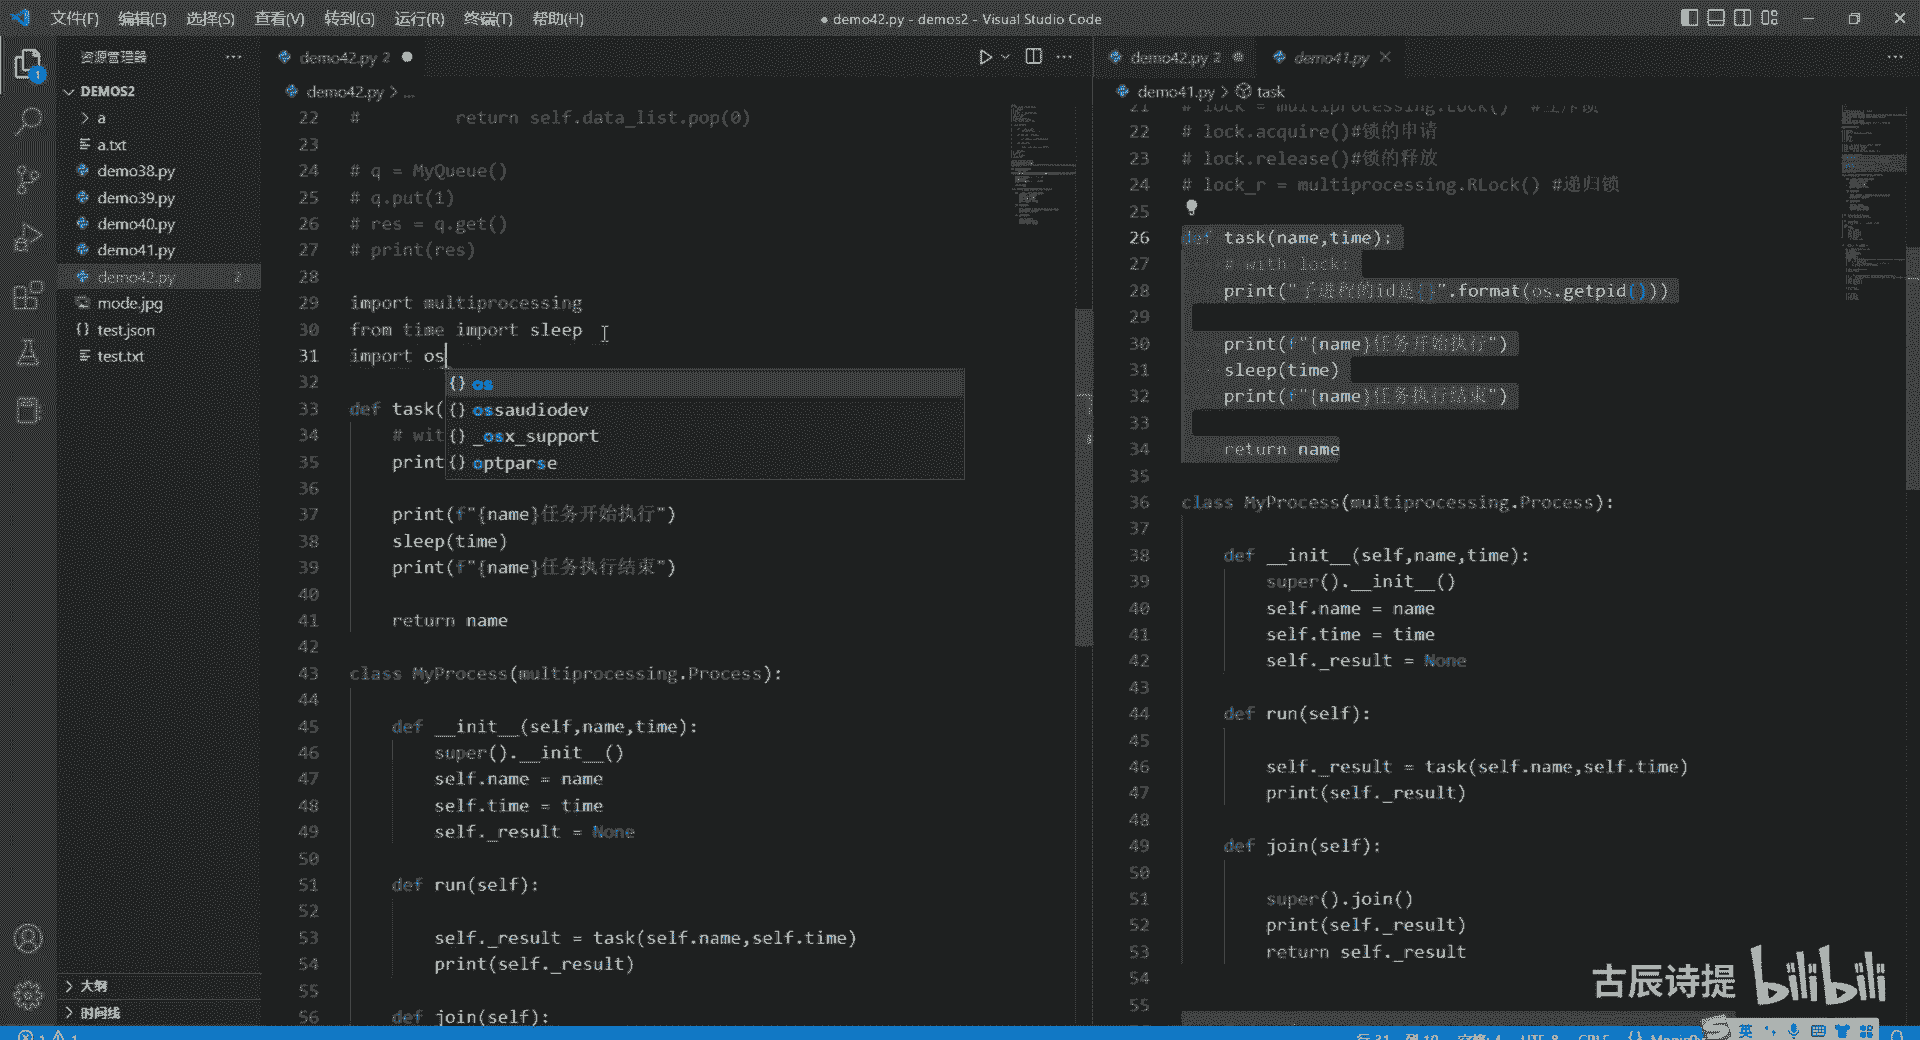 文件(F) 编辑(E) 选择(S) 查看(V) 转到(G) 运行(R) 终端(T) 帮助(H)
● demo42.py - demos2 - Visual Studio Code
资源管理器
DEMOS2
a
a.txt
demo38.py
demo39.py
demo40.py
demo41.py
demo42.py 2
mode.jpg
{} test.json
test.txt
大纲
时间线
1
demo42.py 2 ●
demo42.py > ...
22 #         return self.data_list.pop(0)
23
24 # q = MyQueue()
25 # q.put(1)
26 # res = q.get()
27 # print(res)
28
29 import multiprocessing
30 from time import sleep
31 import os
32
33 def task(
34 # wit
35 print
36
37 print(f"{name}任务开始执行")
38 sleep(time)
39 print(f"{name}任务执行结束")
40
41 return name
42
43 class MyProcess(multiprocessing.Process):
44
45 def __init__(self,name,time):
46 super().__init__()
47 self.name = name
48 self.time = time
49 self._result = None
50
51 def run(self):
52
53 self._result = task(self.name,self.time)
54 print(self._result)
55
56 def join(self):
{} os
{} ossaudiodev
{} _osx_support
{} optparse
demo42.py 2 ● demo41.py
demo41.py > task
21 # lock = multiprocessing.Lock() #互斥锁
22 # lock.acquire()#锁的申请
23 # lock.release()#锁的释放
24 # lock_r = multiprocessing.RLock() #递归锁
25
26 def task(name,time):
27 # with lock:
28 print("子进程的id是{}".format(os.getpid()))
29
30 print(f"{name}任务开始执行")
31 sleep(time)
32 print(f"{name}任务执行结束")
33
34 return name
35
36 class MyProcess(multiprocessing.Process):
37
38 def __init__(self,name,time):
39 super().__init__()
40 self.name = name
41 self.time = time
42 self._result = None
43
44 def run(self):
45
46 self._result = task(self.name,self.time)
47 print(self._result)
48
49 def join(self):
50
51 super().join()
52 print(self._result)
53 return self._result
54
55
古辰诗提 bilibili
英